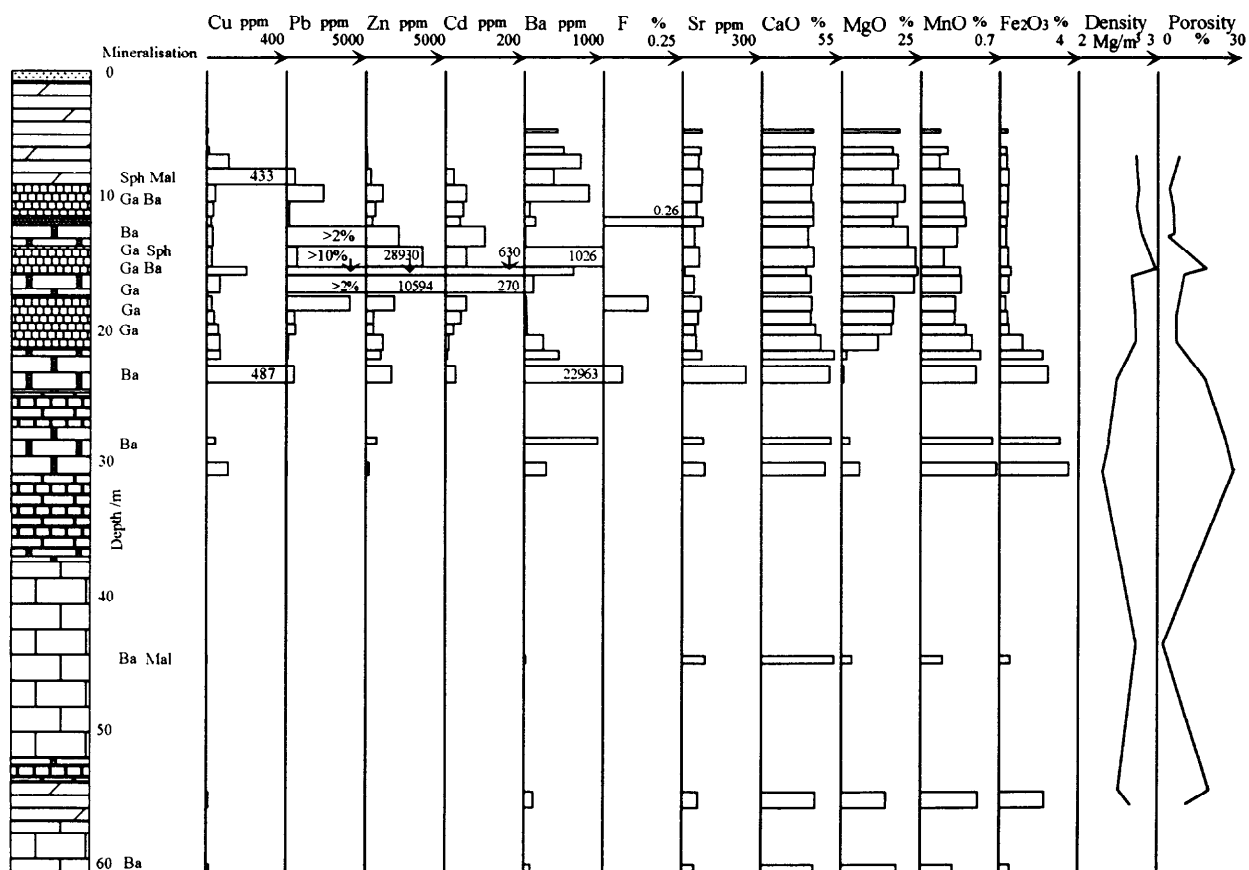 Cu ppm Pb ppm Zn ppm Cd ppm Ba ppm F % Sr ppm CaO % MgO % MnO % Fe2O3 % Density Porosity
Mineralisation 400 5000 5000 200 1000 0.25 300 55 25 0.7 4 2 Mg/m³ 3 0 % 30
0
Sph Mal 433
10 Ga Ba
0.26
Ba >2%
Ga Sph >10% 28930 630 1026
Ga Ba
Ga >2% 10594 270
Ga
20 Ga
Ba 487 22963
Ba
30
Depth /m
40
Ba Mal
50
60 Ba